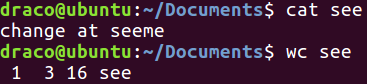 draco@ubuntu:~/Documents$ cat see
change at seeme
draco@ubuntu:~/Documents$ wc see
 1  3 16 see